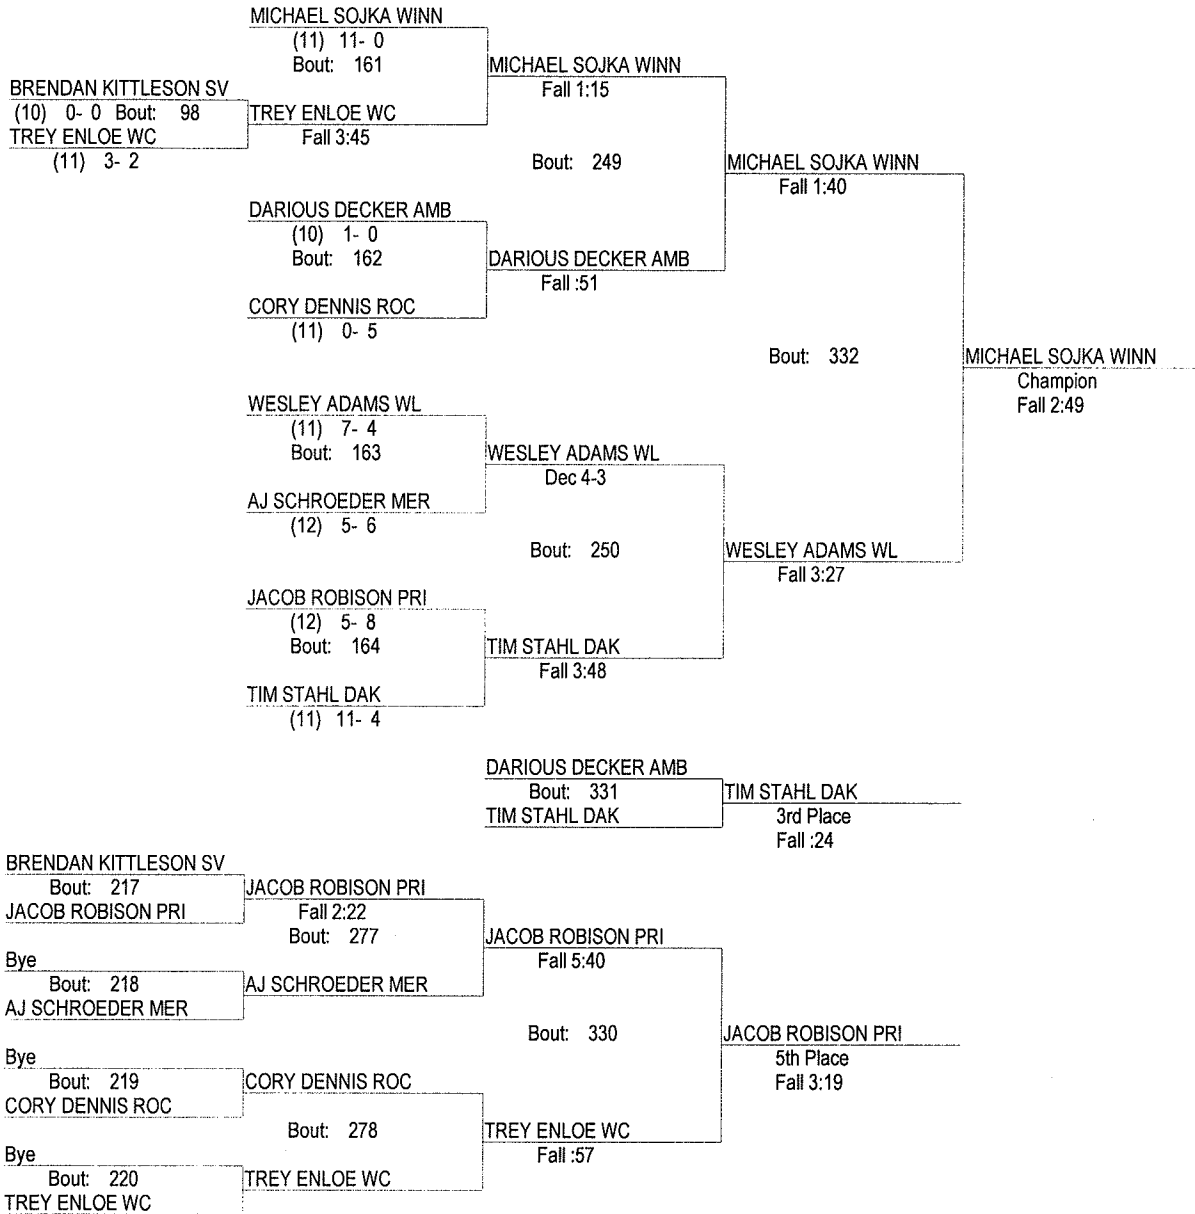 MICHAEL SOJKA WINN
(11) 11- 0
Bout: 161
MICHAEL SOJKA WINN
Fall 1:15
BRENDAN KITTLESON SV
(10) 0- 0 Bout: 98
TREY ENLOE WC
(11) 3- 2
TREY ENLOE WC
Fall 3:45
Bout: 249
MICHAEL SOJKA WINN
Fall 1:40
DARIOUS DECKER AMB
(10) 1- 0
Bout: 162
DARIOUS DECKER AMB
Fall :51
CORY DENNIS ROC
(11) 0- 5
Bout: 332
MICHAEL SOJKA WINN
Champion
Fall 2:49
WESLEY ADAMS WL
(11) 7- 4
Bout: 163
WESLEY ADAMS WL
Dec 4-3
AJ SCHROEDER MER
(12) 5- 6
Bout: 250
WESLEY ADAMS WL
Fall 3:27
JACOB ROBISON PRI
(12) 5- 8
Bout: 164
TIM STAHL DAK
Fall 3:48
TIM STAHL DAK
(11) 11- 4
DARIOUS DECKER AMB
Bout: 331
TIM STAHL DAK
TIM STAHL DAK
3rd Place
Fall :24
BRENDAN KITTLESON SV
Bout: 217
JACOB ROBISON PRI
JACOB ROBISON PRI
Fall 2:22
Bout: 277
JACOB ROBISON PRI
Fall 5:40
Bye
Bout: 218
AJ SCHROEDER MER
AJ SCHROEDER MER
Bout: 330
JACOB ROBISON PRI
5th Place
Fall 3:19
Bye
Bout: 219
CORY DENNIS ROC
CORY DENNIS ROC
Bout: 278
TREY ENLOE WC
Fall :57
Bye
Bout: 220
TREY ENLOE WC
TREY ENLOE WC